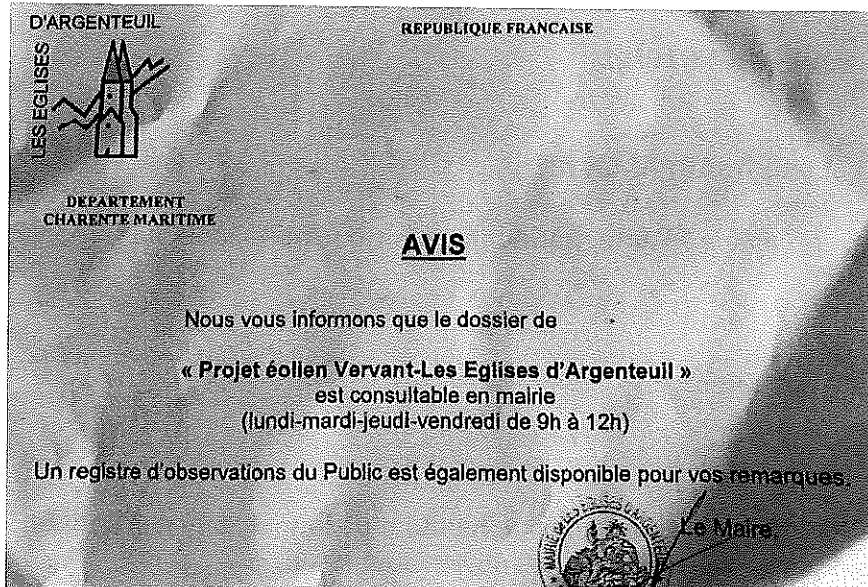 D'ARGENTEUIL
LES EGLISES
REPUBLIQUE FRANCAISE
DEPARTEMENT
CHARENTE MARITIME
AVIS
Nous vous informons que le dossier de
« Projet éolien Vervant-Les Eglises d'Argenteuil »
est consultable en mairie
(lundi-mardi-jeudi-vendredi de 9h à 12h)
Un registre d'observations du Public est également disponible pour vos remarques.
Le Maire,